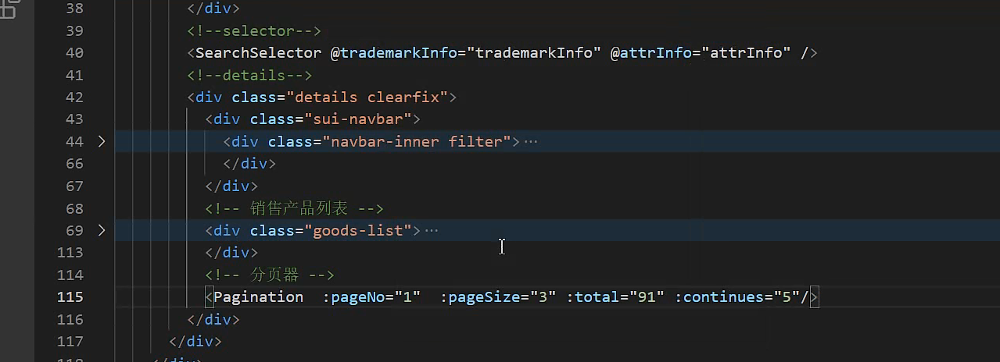 38 </div>
39 <!--selector-->
40 <SearchSelector @trademarkInfo="trademarkInfo" @attrInfo="attrInfo" />
41 <!--details-->
42 <div class="details clearfix">
43 <div class="sui-navbar">
44 <div class="navbar-inner filter">···
66 </div>
67 </div>
68 <!-- 销售产品列表 -->
69 <div class="goods-list">···
113 </div>
114 <!-- 分页器 -->
115 <Pagination  :pageNo="1"  :pageSize="3" :total="91" :continues="5"/>
116 </div>
117 </div>
118 </div>